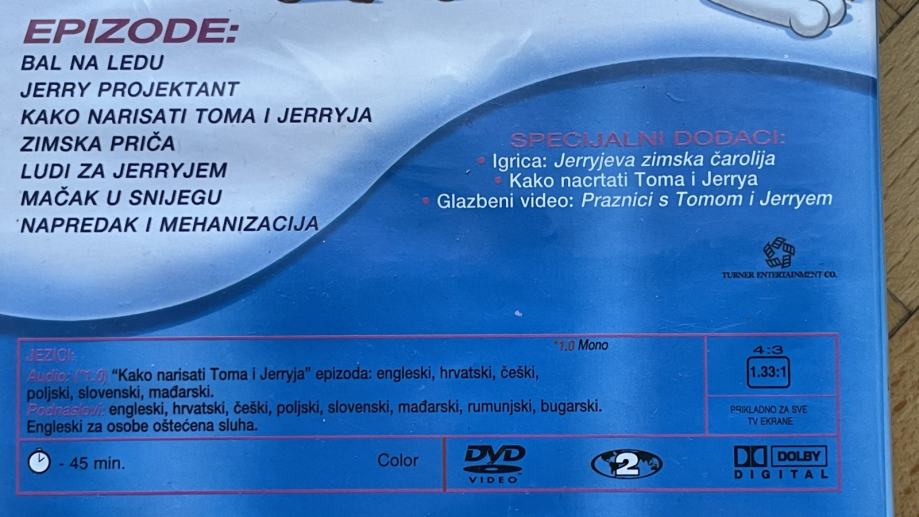 EPIZODE:
BAL NA LEDU
JERRY PROJEKTANT
KAKO NARISATI TOMA I JERRYJA
ZIMSKA PRIČA
LUDI ZA JERRYJEM
MAČAK U SNIJEGU
NAPREDAK I MEHANIZACIJA
SPECIJALNI DODACI:
• Igrica: Jerryjeva zimska čarolija
• Kako nacrtati Toma i Jerrya
• Glazbeni video: Praznici s Tomom i Jerryem
TURNER ENTERTAINMENT CO.
*1.0 Mono
JEZICI:
Audio: (*1.0) "Kako narisati Toma i Jerryja" epizoda: engleski, hrvatski, češki,
poljski, slovenski, mađarski.
Podnaslovi: engleski, hrvatski, češki, poljski, slovenski, mađarski, rumunjski, bugarski.
Engleski za osobe oštećena sluha.
4:3
1.33:1
PRIKLADNO ZA SVE
TV EKRANE
- 45 min.
Color
DVD
VIDEO™
2
DOLBY
DIGITAL